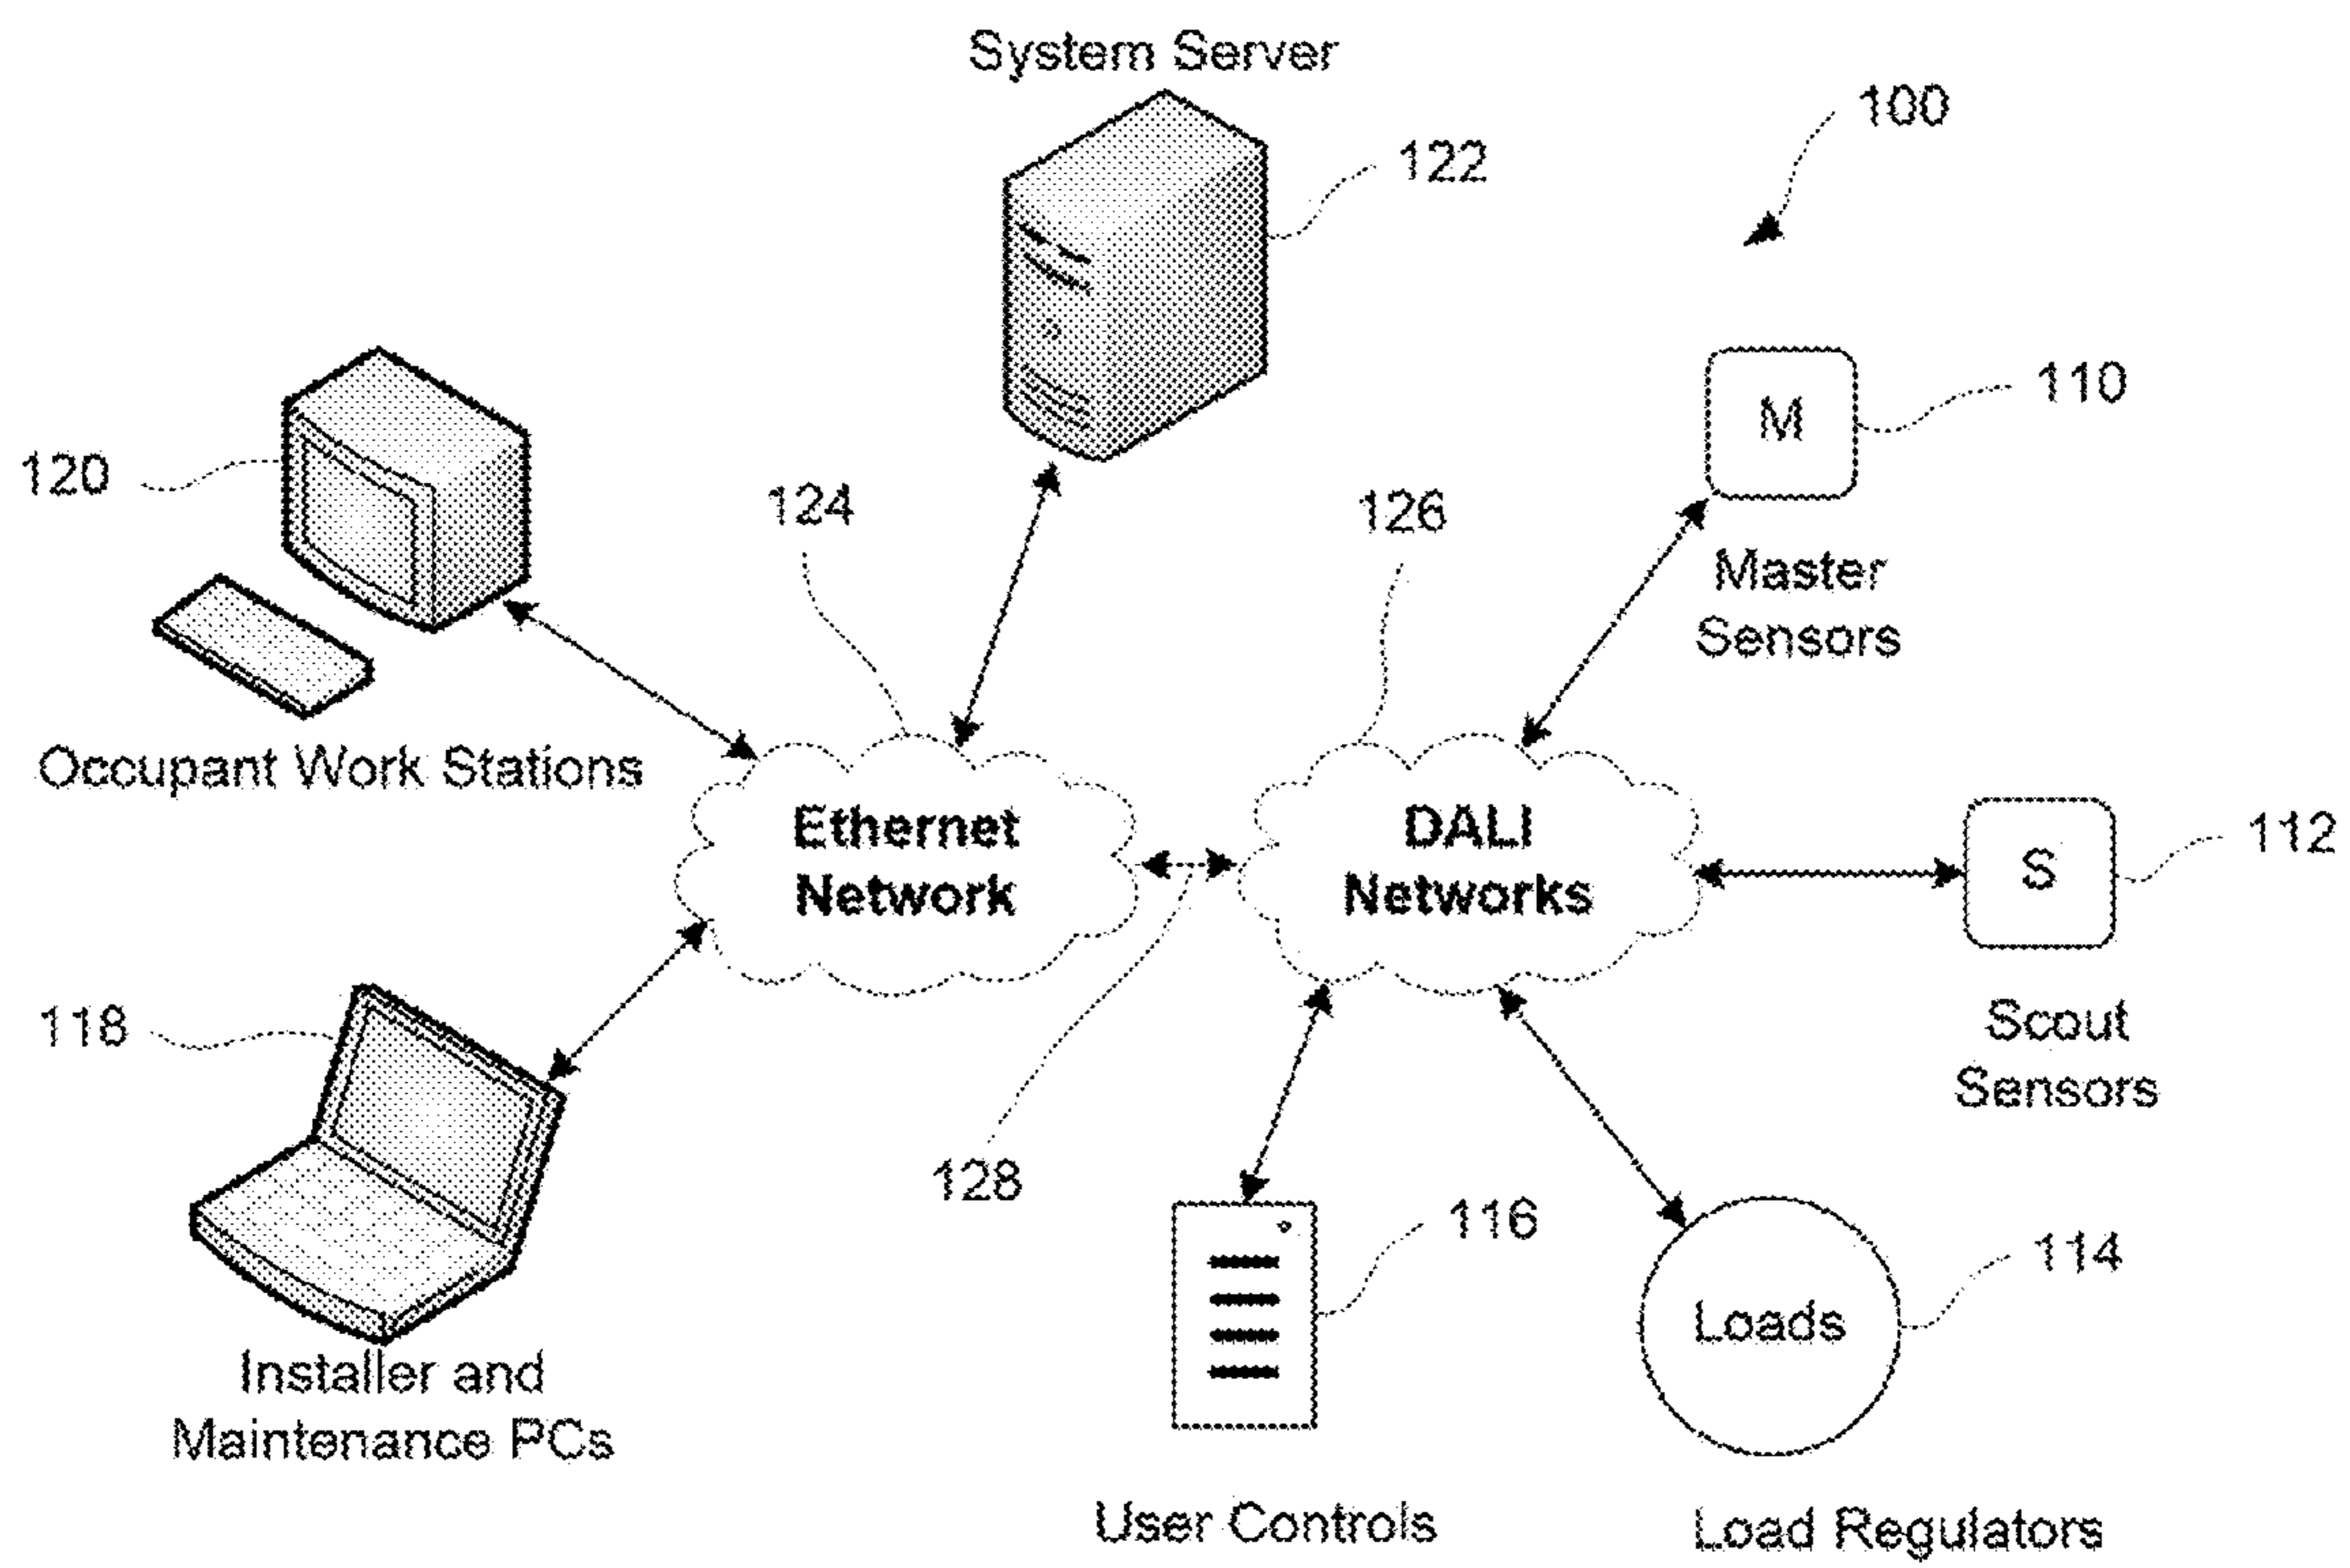 System Server
100
122
110
M
120
124
126
Master
Sensors
Occupant Work Stations
Ethernet
Network
DALI
Networks
S
112
118
Scout
Sensors
128
116
114
Loads
Installer and
Maintenance PCs
User Controls
Load Regulators